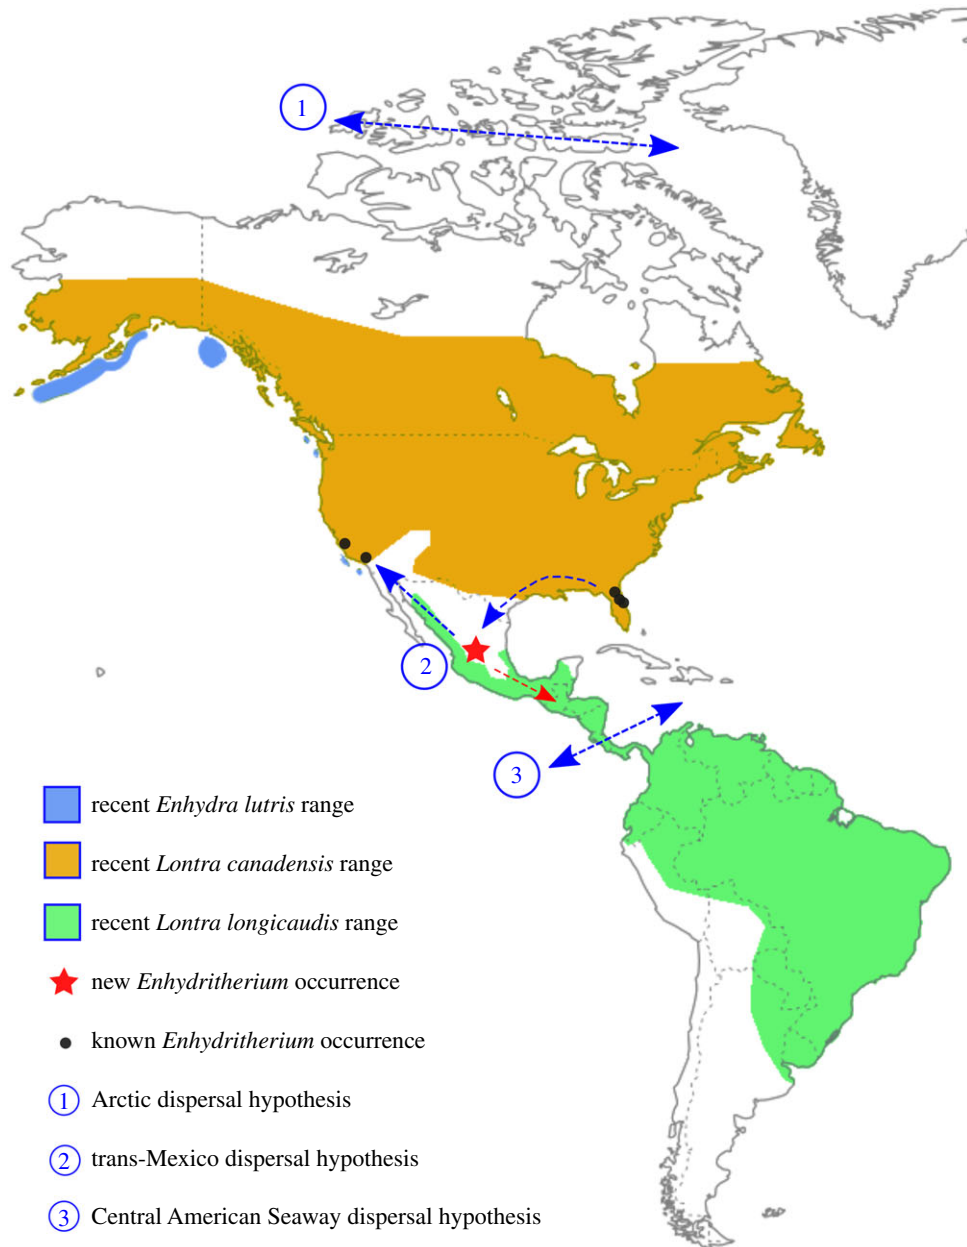 1
2
3
recent Enhydra lutris range
recent Lontra canadensis range
recent Lontra longicaudis range
new Enhydritherium occurrence
known Enhydritherium occurrence
1 Arctic dispersal hypothesis
2 trans-Mexico dispersal hypothesis
3 Central American Seaway dispersal hypothesis